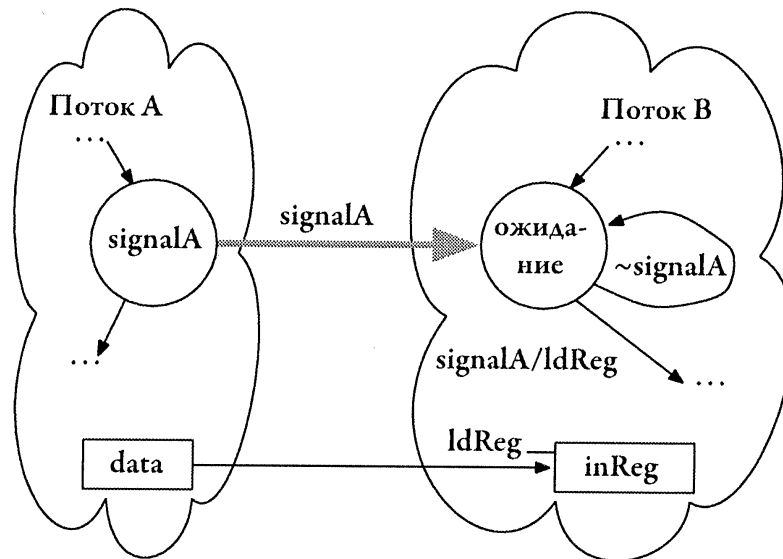 Поток A
...
signalA
...
data
signalA
Поток B
...
ожида-
ние
~signalA
signalA/ldReg
...
ldReg
inReg